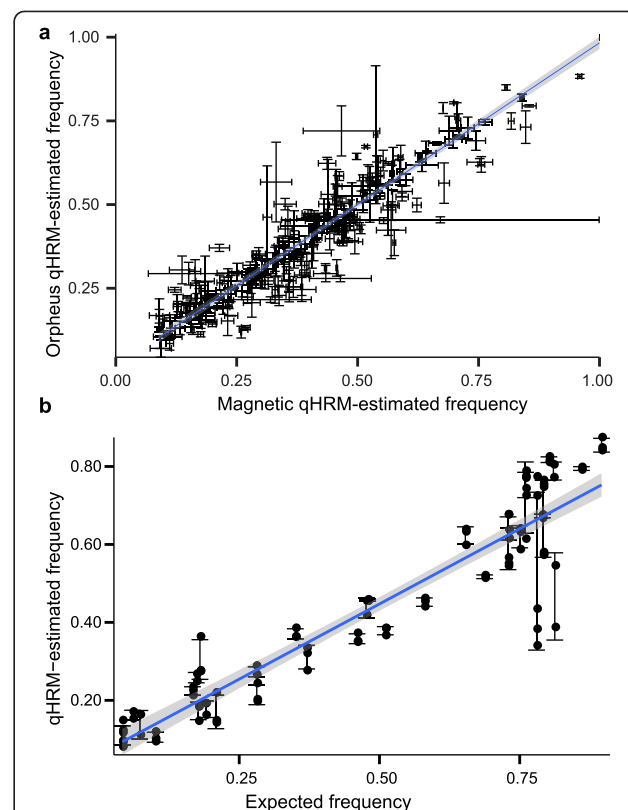 a
1.00
0.75
0.50
0.25
Orpheus qHRM-estimated frequency
0.00 0.25 0.50 0.75 1.00
Magnetic qHRM-estimated frequency
b
0.80
0.60
0.40
0.20
qHRM−estimated frequency
0.25 0.50 0.75
Expected frequency